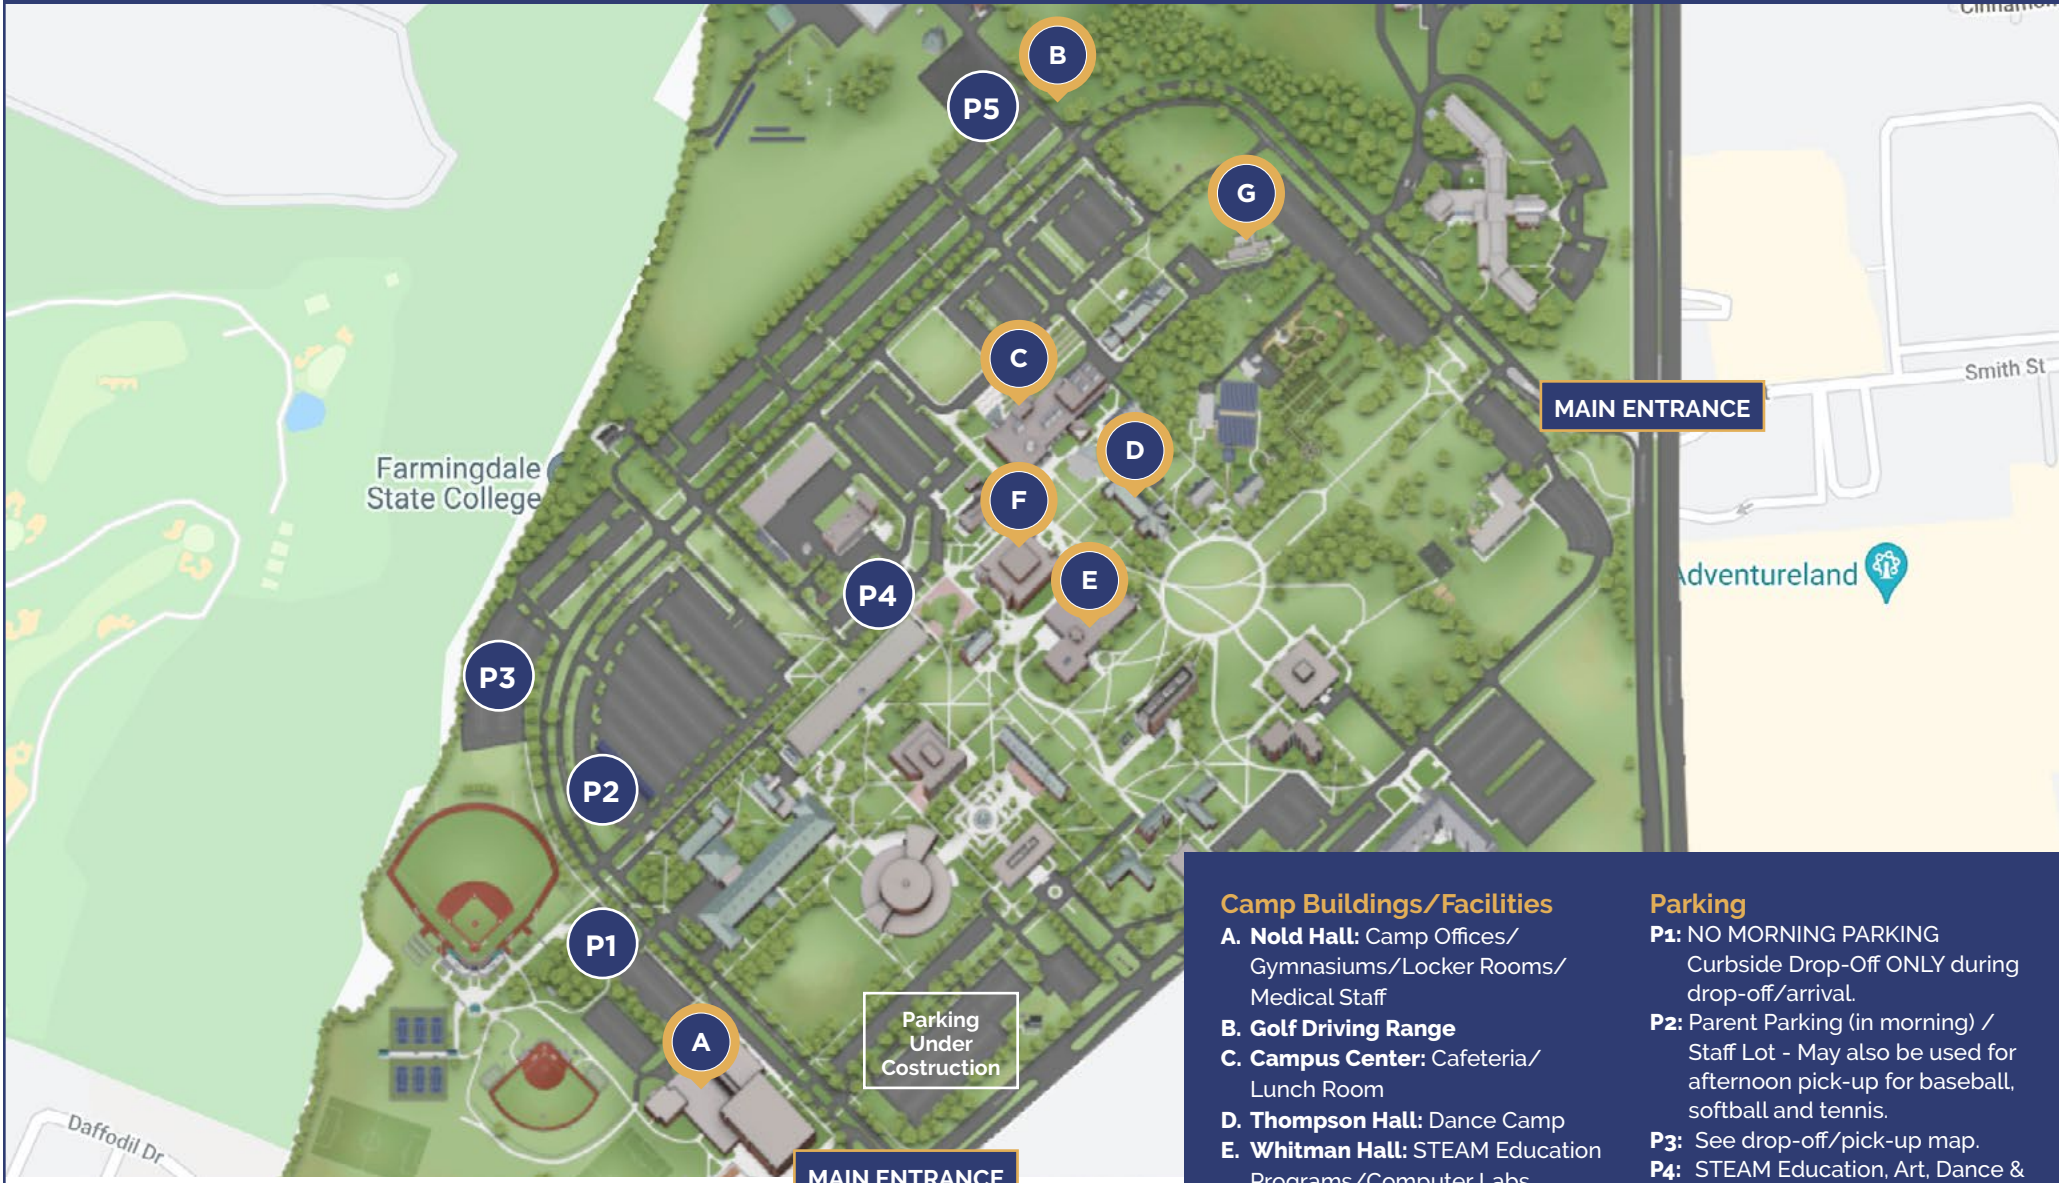 Cinnamon
B
P5
G
C
MAIN ENTRANCE
Smith St
D
Farmingdale
State College
F
E
Adventureland
P4
P3
P2
P1
A
Parking
Under
Costruction
Daffodil Dr
MAIN ENTRANCE
Camp Buildings/Facilities
A. Nold Hall: Camp Offices/
Gymnasiums/Locker Rooms/
Medical Staff
B. Golf Driving Range
C. Campus Center: Cafeteria/
Lunch Room
D. Thompson Hall: Dance Camp
E. Whitman Hall: STEAM Education
Programs/Computer Labs
Parking
P1: NO MORNING PARKING
Curbside Drop-Off ONLY during
drop-off/arrival.
P2: Parent Parking (in morning) /
Staff Lot - May also be used for
afternoon pick-up for baseball,
softball and tennis.
P3: See drop-off/pick-up map.
P4: STEAM Education, Art, Dance &